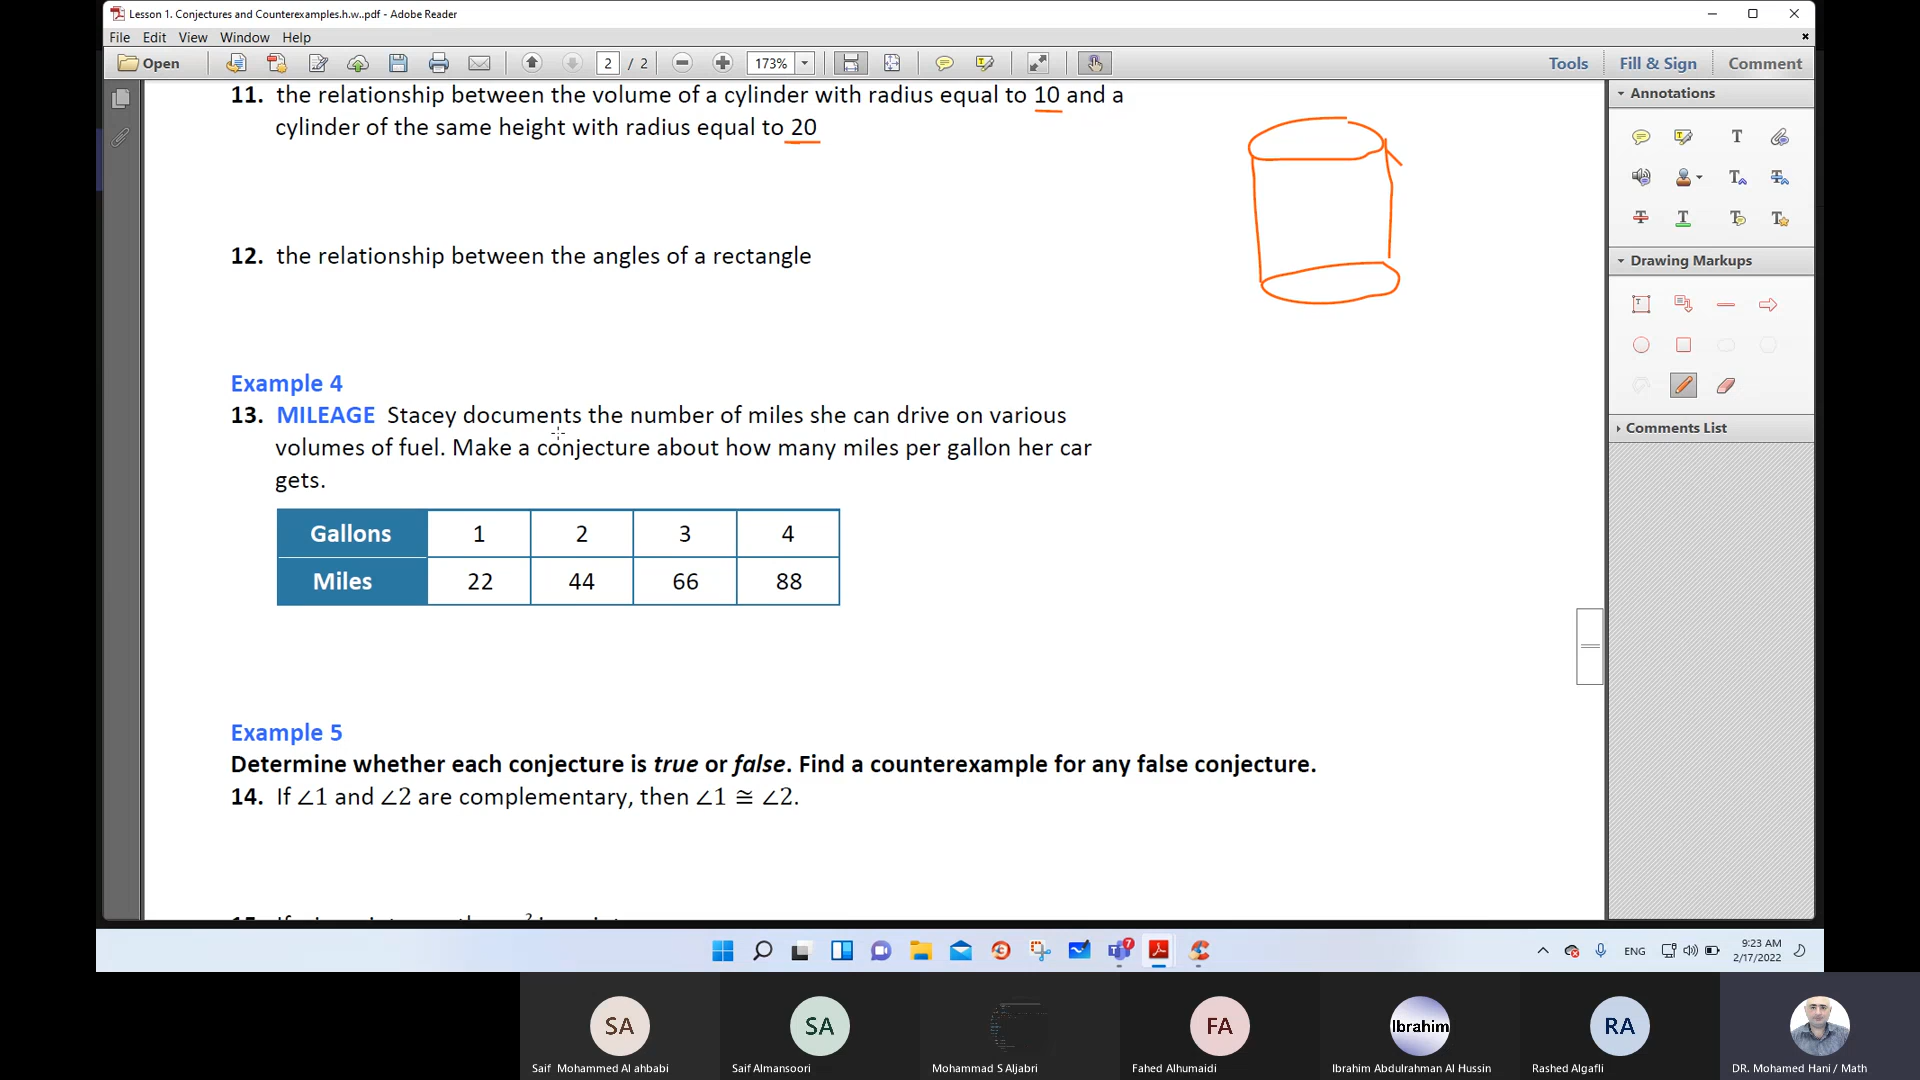 Lesson 1. Conjectures and Counterexamples.h.w..pdf - Adobe Reader
File Edit View Window Help
Open 2 / 2 173% Tools Fill & Sign Comment
11. the relationship between the volume of a cylinder with radius equal to 10 and a
cylinder of the same height with radius equal to 20
12. the relationship between the angles of a rectangle
Example 4
13. MILEAGE Stacey documents the number of miles she can drive on various
volumes of fuel. Make a conjecture about how many miles per gallon her car
gets.
Gallons 1 2 3 4
Miles 22 44 66 88
Example 5
Determine whether each conjecture is true or false. Find a counterexample for any false conjecture.
14. If ∠1 and ∠2 are complementary, then ∠1 ≅ ∠2.
Annotations
Drawing Markups
Comments List
7
ENG
9:23 AM
2/17/2022
SA
SA
FA
Ibrahim
RA
Saif Mohammed Al ahbabi
Saif Almansoori
Mohammad S Aljabri
Fahed Alhumaidi
Ibrahim Abdulrahman Al Hussin
Rashed Algafli
DR. Mohamed Hani / Math